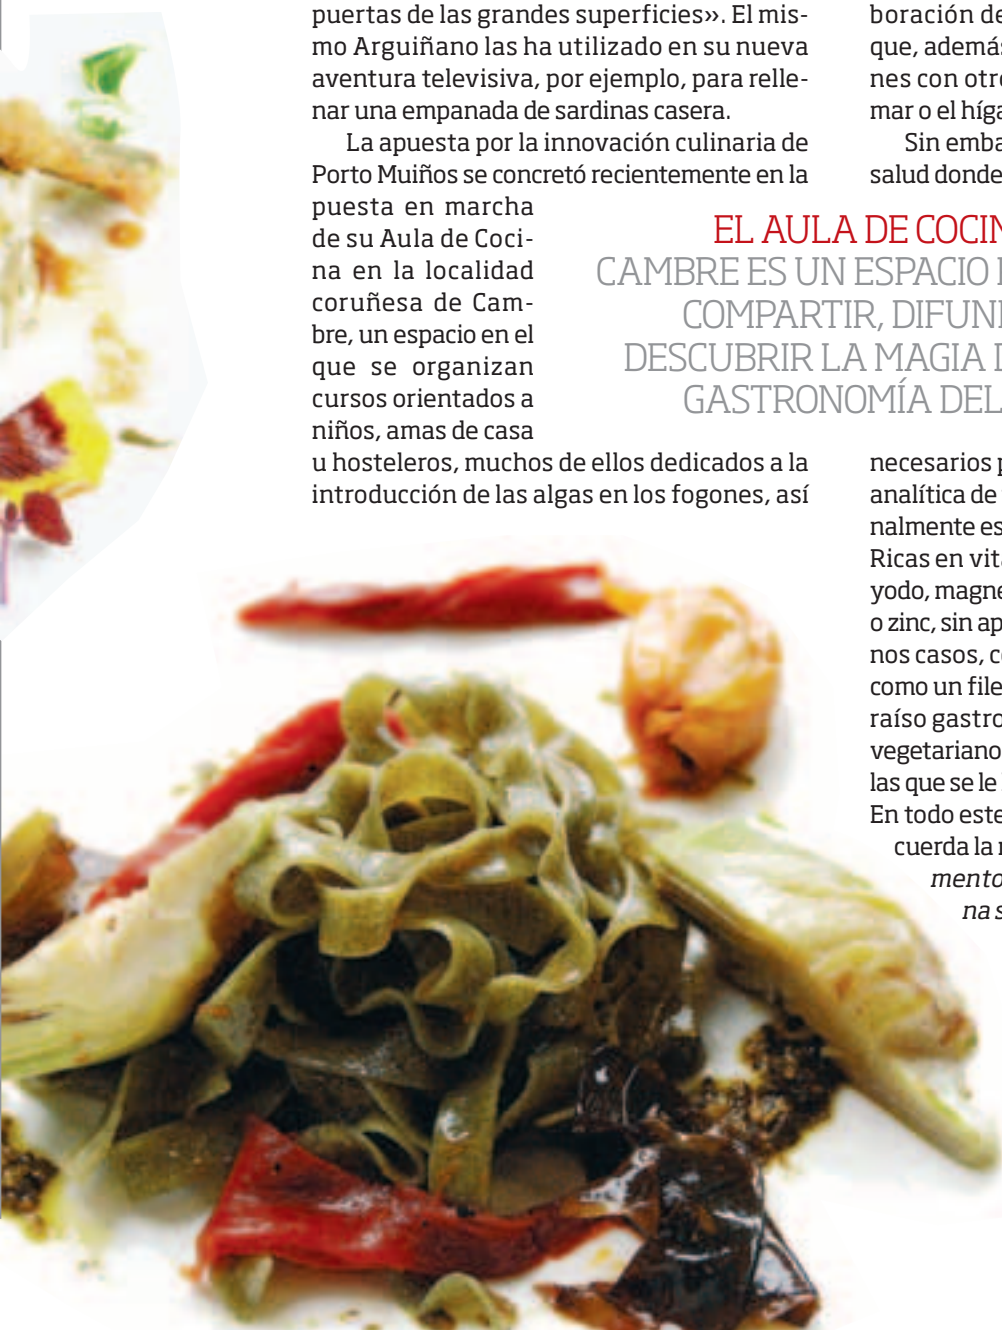 puertas de las grandes superficies». El mis-
mo Arguiñano las ha utilizado en su nueva
aventura televisiva, por ejemplo, para relle-
nar una empanada de sardinas casera.
La apuesta por la innovación culinaria de
Porto Muiños se concretó recientemente en la
puesta en marcha
de su Aula de Coci-
na en la localidad
coruñesa de Cam-
bre, un espacio en el
que se organizan
cursos orientados a
niños, amas de casa
u hosteleros, muchos de ellos dedicados a la
introducción de las algas en los fogones, así
EL AULA DE COCIN
CAMBRE ES UN ESPACIO
COMPARTIR, DIFUN
DESCUBRIR LA MAGIA
GASTRONOMÍA DEL
boración de
que, además
nes con otr
mar o el híga
Sin emba
salud donde
necesarios
analítica de
nalmente es
Ricas en vit
yodo, magne
o zinc, sin ap
nos casos, c
como un file
raíso gastro
vegetariano
las que se le
En todo este
cuerda la
mento
na s